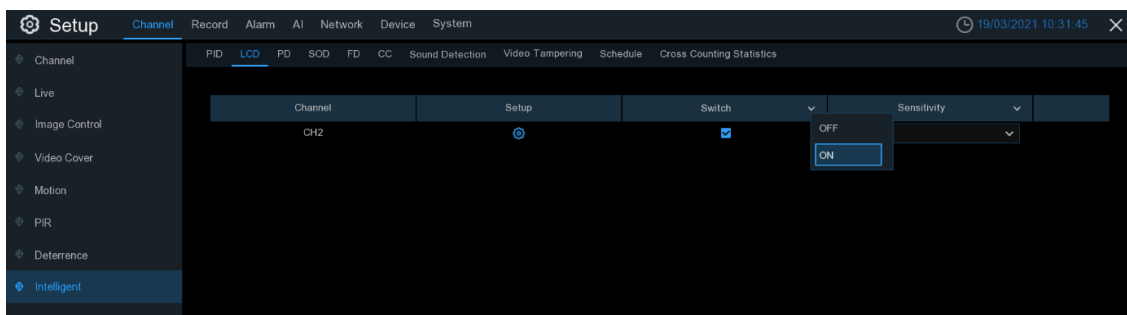 Setup Channel Record Alarm AI Network Device System 19/03/2021 10:31:45
Channel
Live
Image Control
Video Cover
Motion
PIR
Deterrence
Intelligent
PID LCD PD SOD FD CC Sound Detection Video Tampering Schedule Cross Counting Statistics
Channel Setup Switch Sensitivity
CH2
OFF
ON